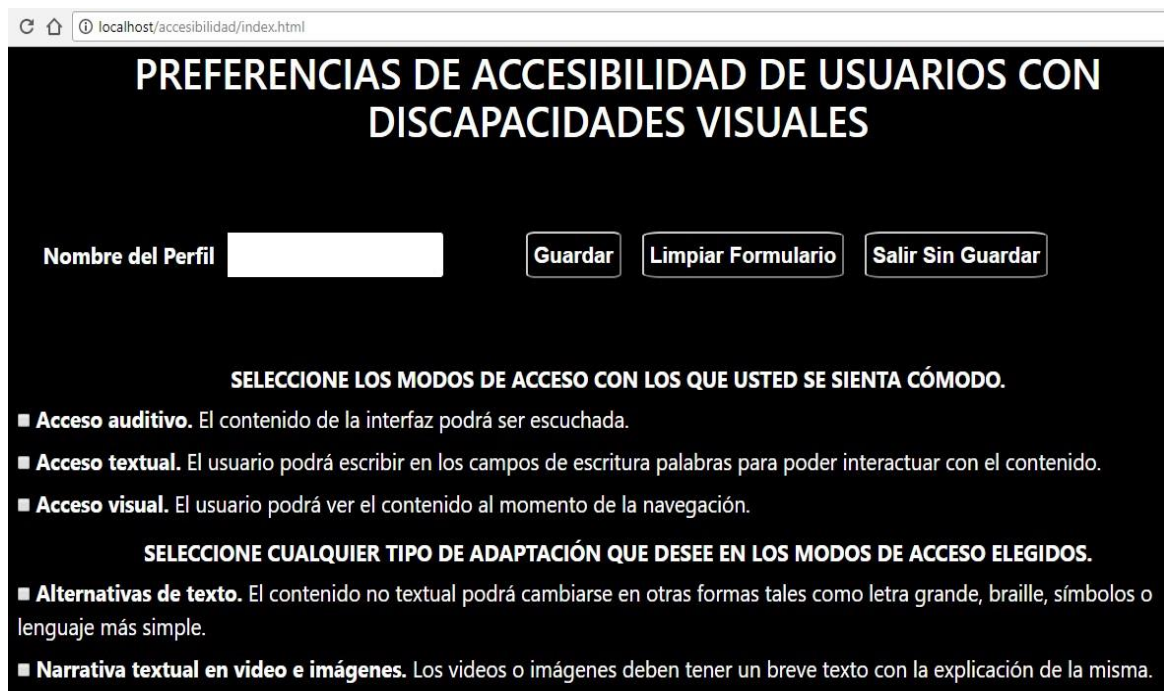 localhost/accesibilidad/index.html
PREFERENCIAS DE ACCESIBILIDAD DE USUARIOS CON
DISCAPACIDADES VISUALES
Nombre del Perfil Guardar Limpiar Formulario Salir Sin Guardar
SELECCIONE LOS MODOS DE ACCESO CON LOS QUE USTED SE SIENTA CÓMODO.
Acceso auditivo. El contenido de la interfaz podrá ser escuchada.
Acceso textual. El usuario podrá escribir en los campos de escritura palabras para poder interactuar con el contenido.
Acceso visual. El usuario podrá ver el contenido al momento de la navegación.
SELECCIONE CUALQUIER TIPO DE ADAPTACIÓN QUE DESEE EN LOS MODOS DE ACCESO ELEGIDOS.
Alternativas de texto. El contenido no textual podrá cambiarse en otras formas tales como letra grande, braille, símbolos o
lenguaje más simple.
Narrativa textual en video e imágenes. Los videos o imágenes deben tener un breve texto con la explicación de la misma.